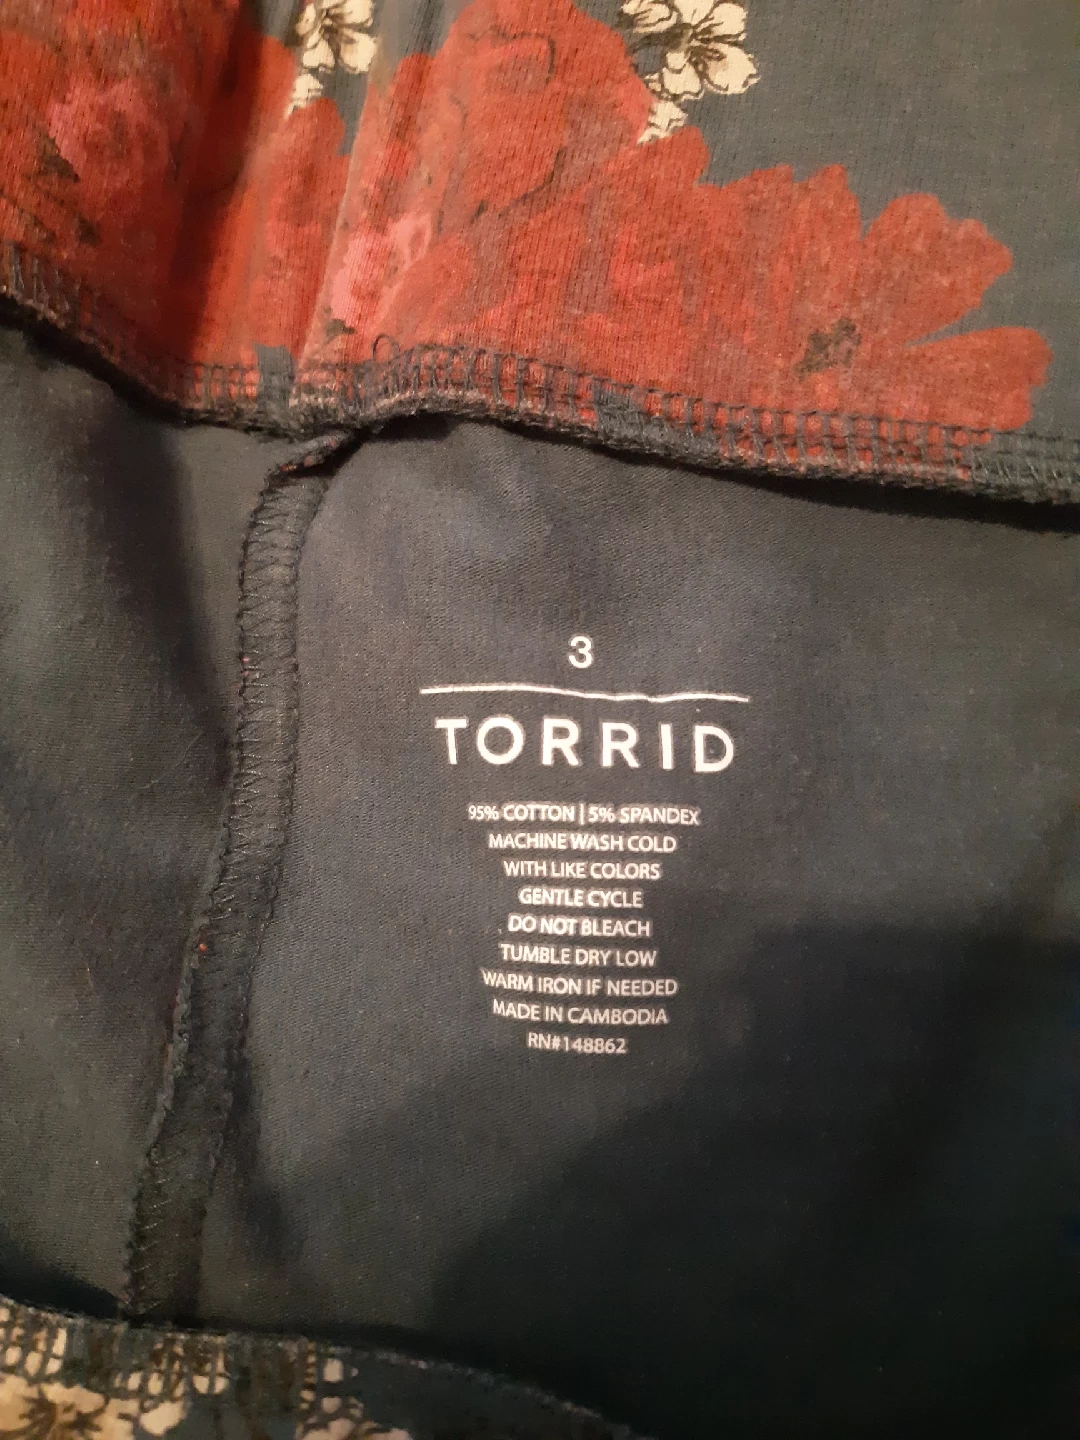 3
TORRID
95% COTTON | 5% SPANDEX
MACHINE WASH COLD
WITH LIKE COLORS
GENTLE CYCLE
DO NOT BLEACH
TUMBLE DRY LOW
WARM IRON IF NEEDED
MADE IN CAMBODIA
RN#148862